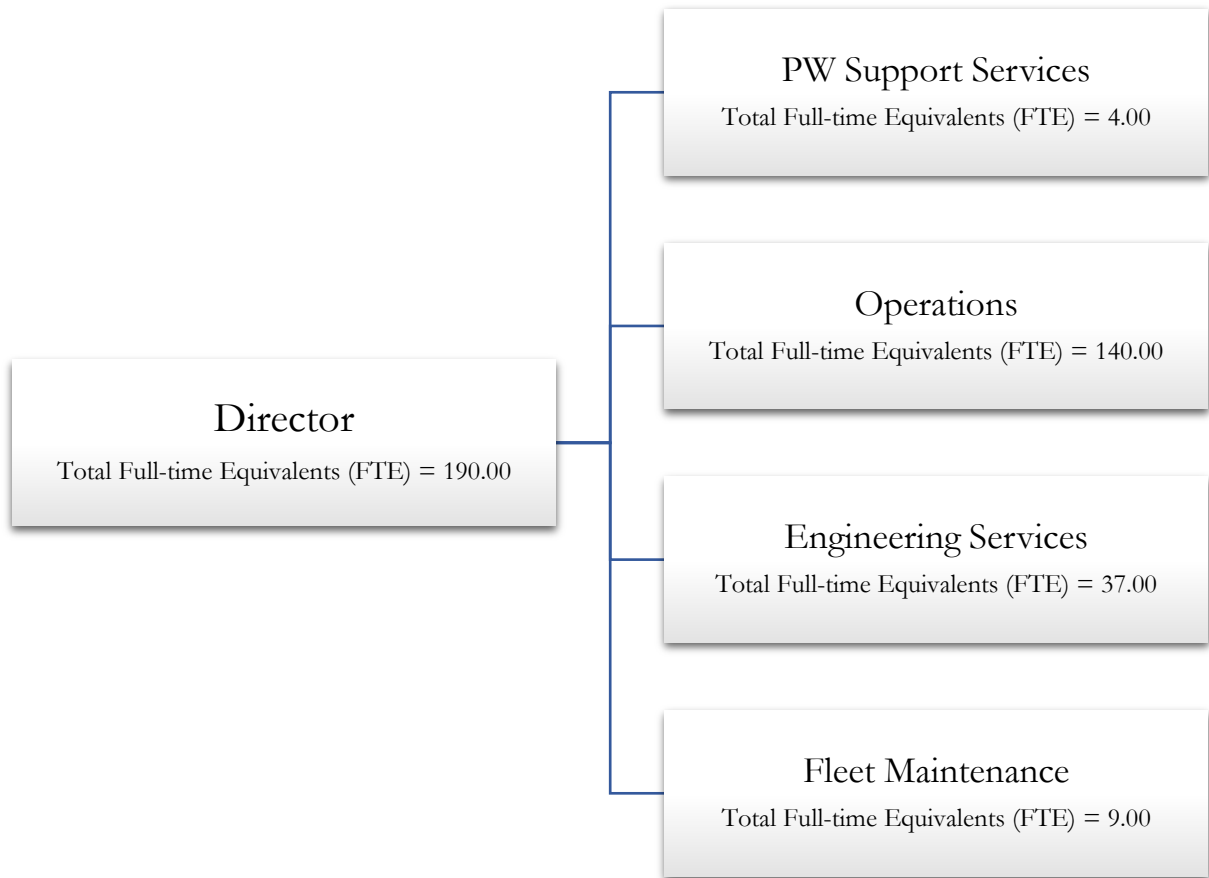 PW Support Services
Total Full-time Equivalents (FTE) = 4.00
Operations
Total Full-time Equivalents (FTE) = 140.00
Director
Total Full-time Equivalents (FTE) = 190.00
Engineering Services
Total Full-time Equivalents (FTE) = 37.00
Fleet Maintenance
Total Full-time Equivalents (FTE) = 9.00